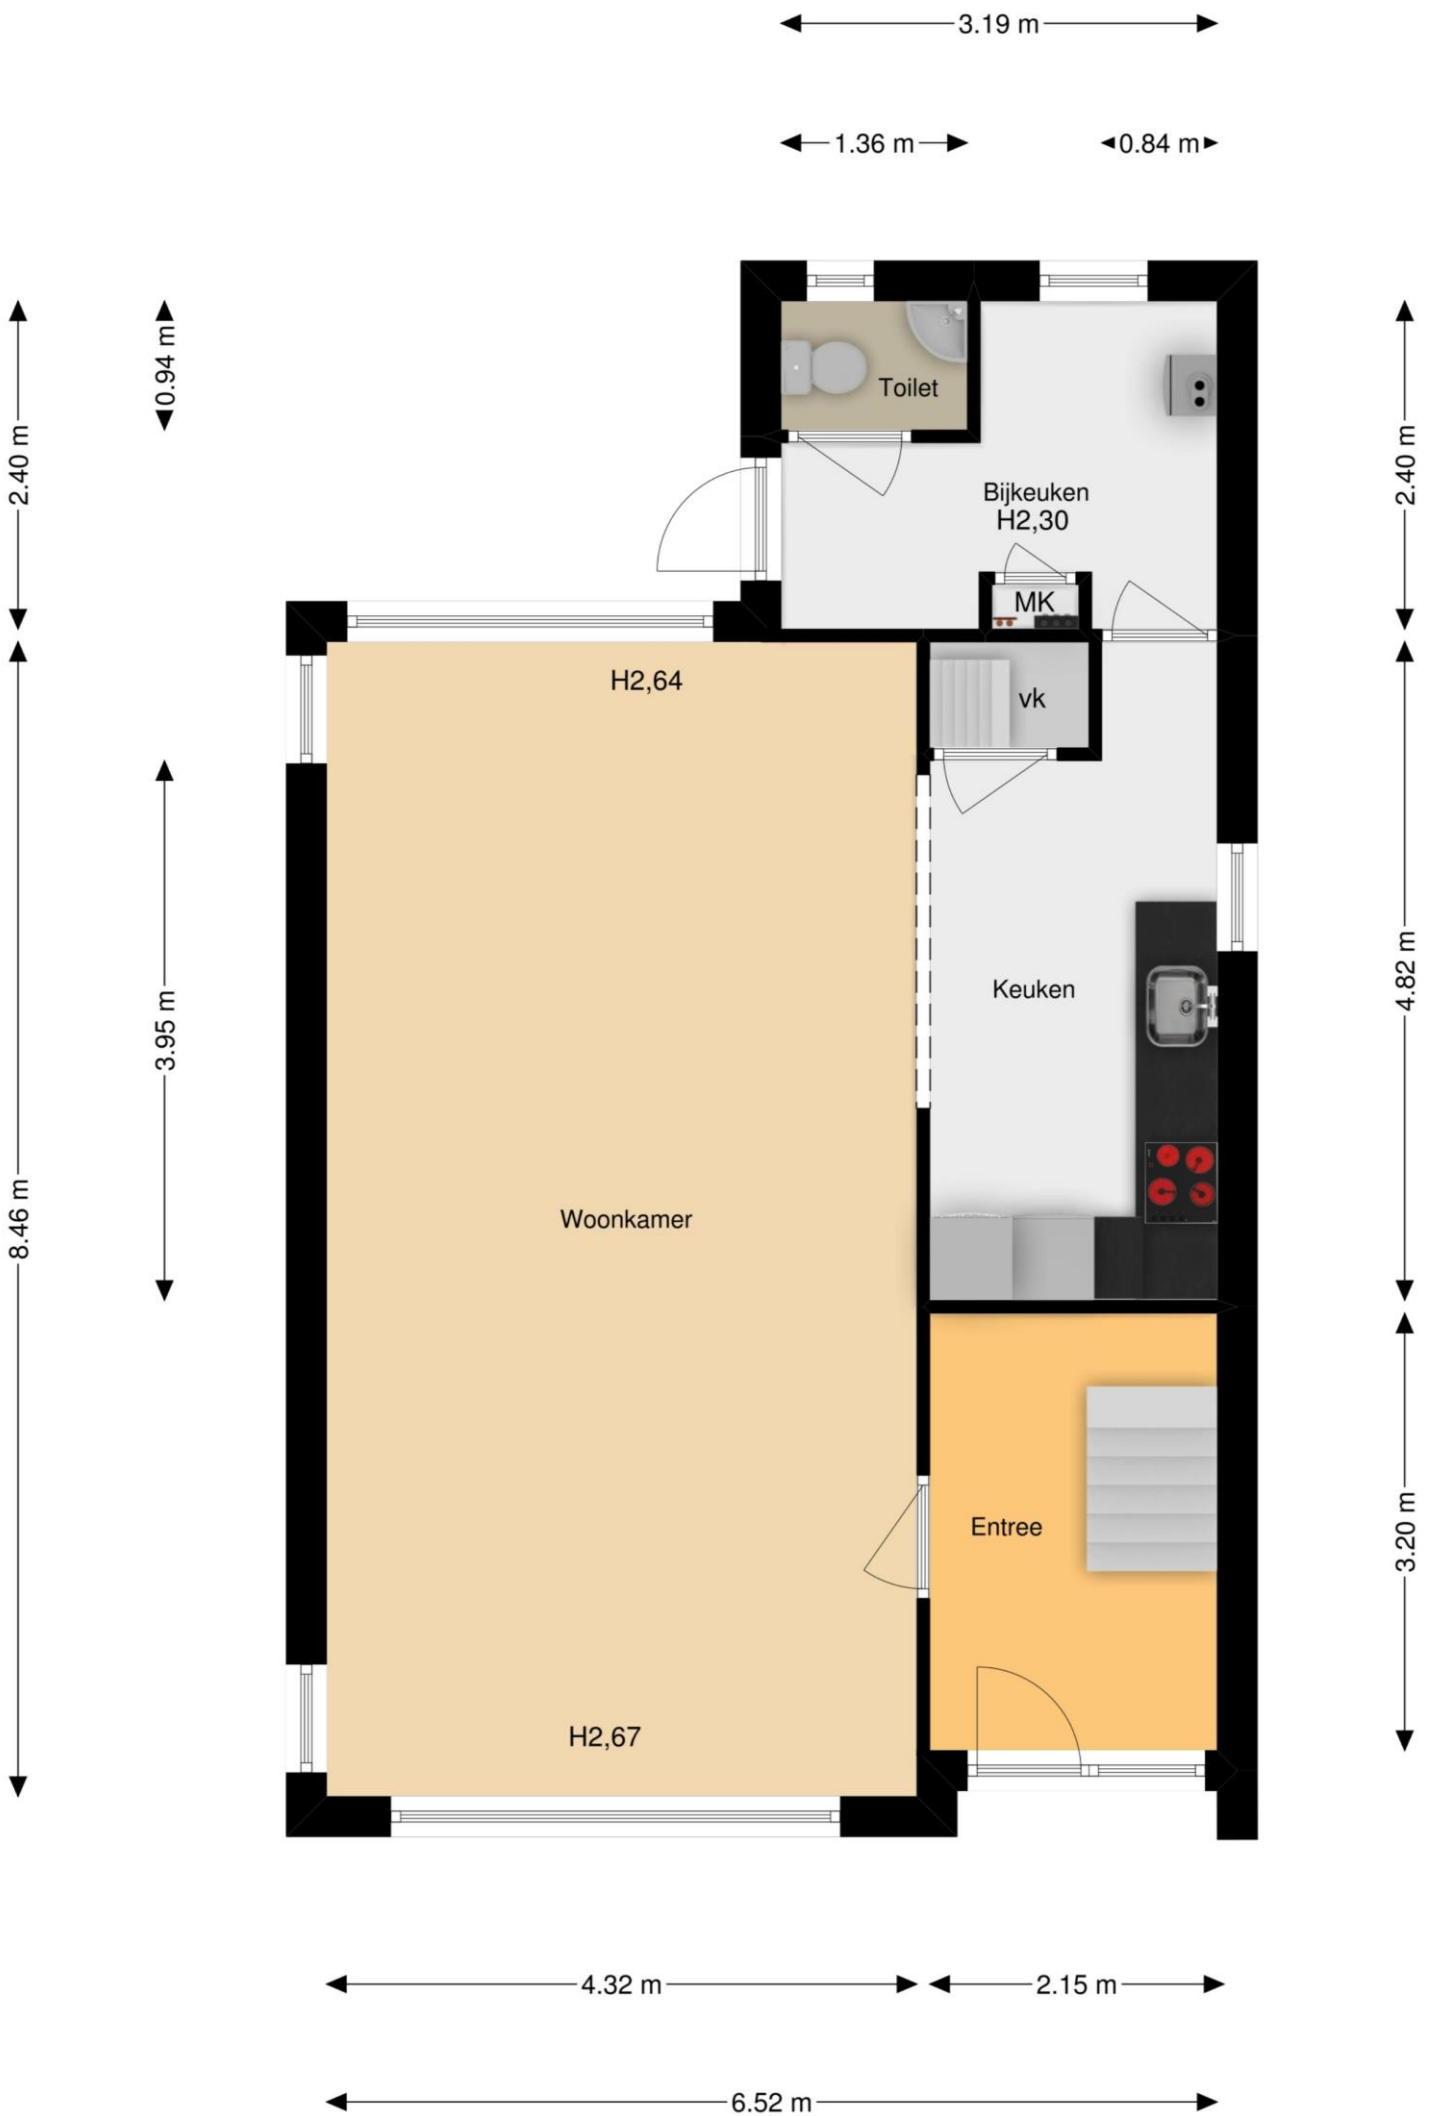 3.19 m
1.36 m
0.84 m
0.94 m
2.40 m
2.40 m
Toilet
Bijkeuken
H2,30
MK
H2,64
vk
3.95 m
8.46 m
4.82 m
Keuken
Woonkamer
Entree
3.20 m
H2,67
4.32 m
2.15 m
6.52 m